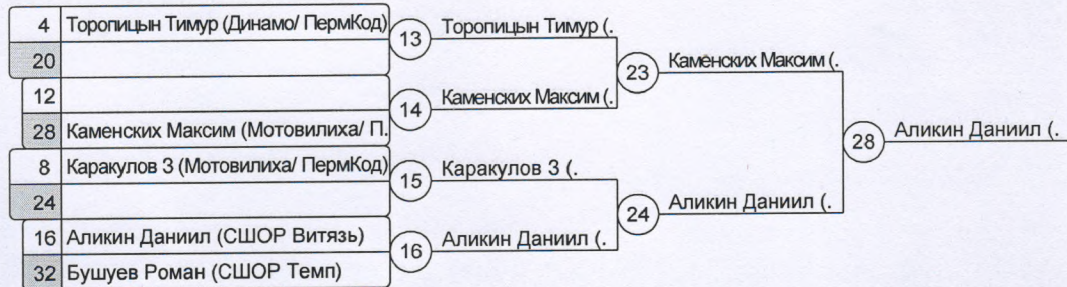 4 Торопицын Тимур (Динамо/ ПермКод)
20
12
28 Каменских Максим (Мотовилиха/ П.
8 Каракулов З (Мотовилиха/ ПермКод)
24
16 Аликин Даниил (СШОР Витязь)
32 Бушуев Роман (СШОР Темп)
13 Торопицын Тимур (.
14 Каменских Максим (.
15 Каракулов З (.
16 Аликин Даниил (.
23 Каменских Максим (.
24 Аликин Даниил (.
28 Аликин Даниил (.